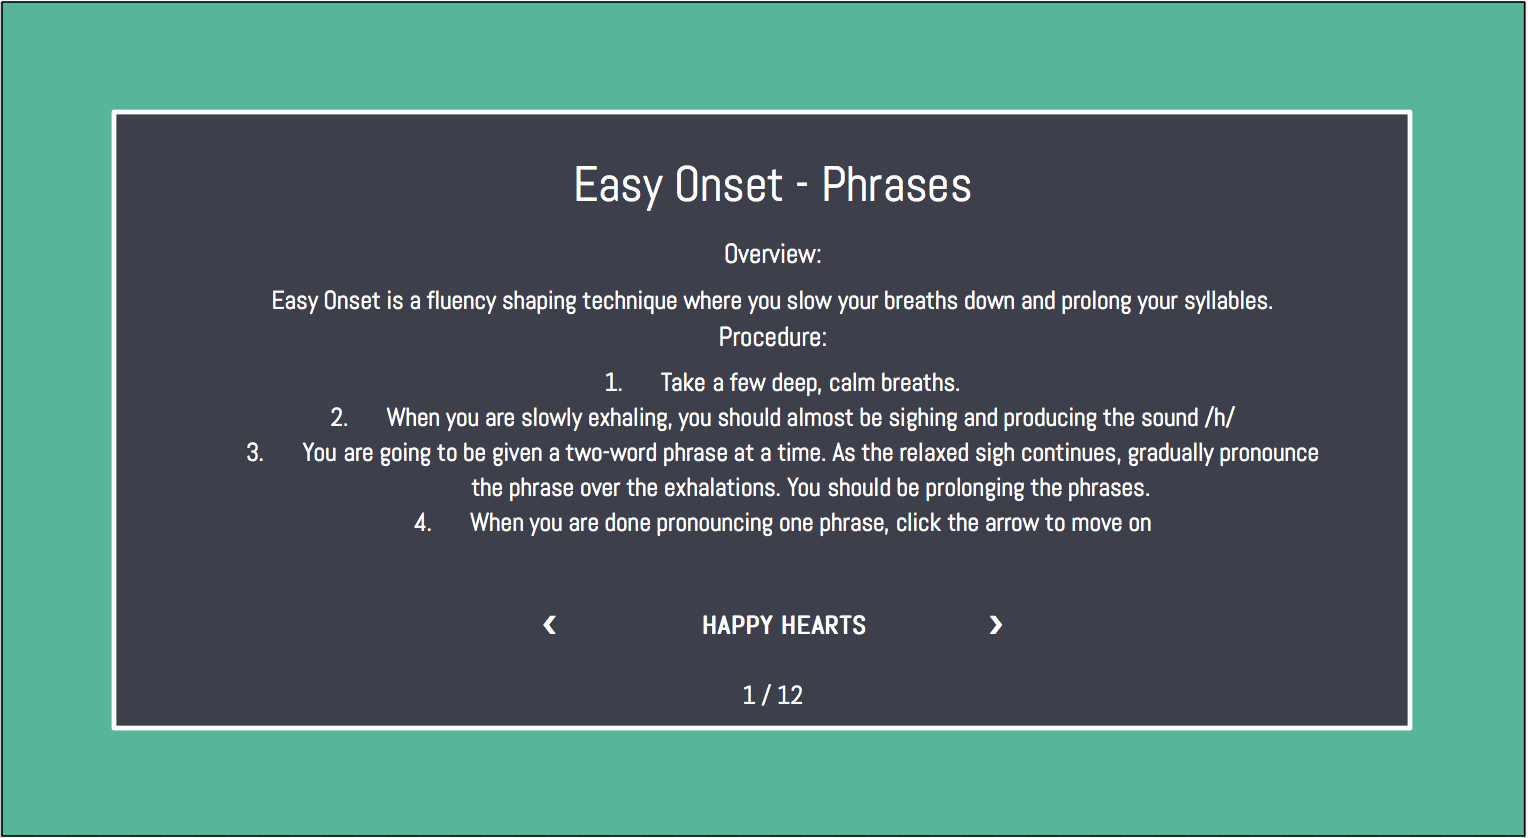 Easy Onset - Phrases
Overview:
Easy Onset is a fluency shaping technique where you slow your breaths down and prolong your syllables.
Procedure:
1. Take a few deep, calm breaths.
2. When you are slowly exhaling, you should almost be sighing and producing the sound /h/
3. You are going to be given a two-word phrase at a time. As the relaxed sigh continues, gradually pronounce
the phrase over the exhalations. You should be prolonging the phrases.
4. When you are done pronouncing one phrase, click the arrow to move on
‹ HAPPY HEARTS ›
1 / 12